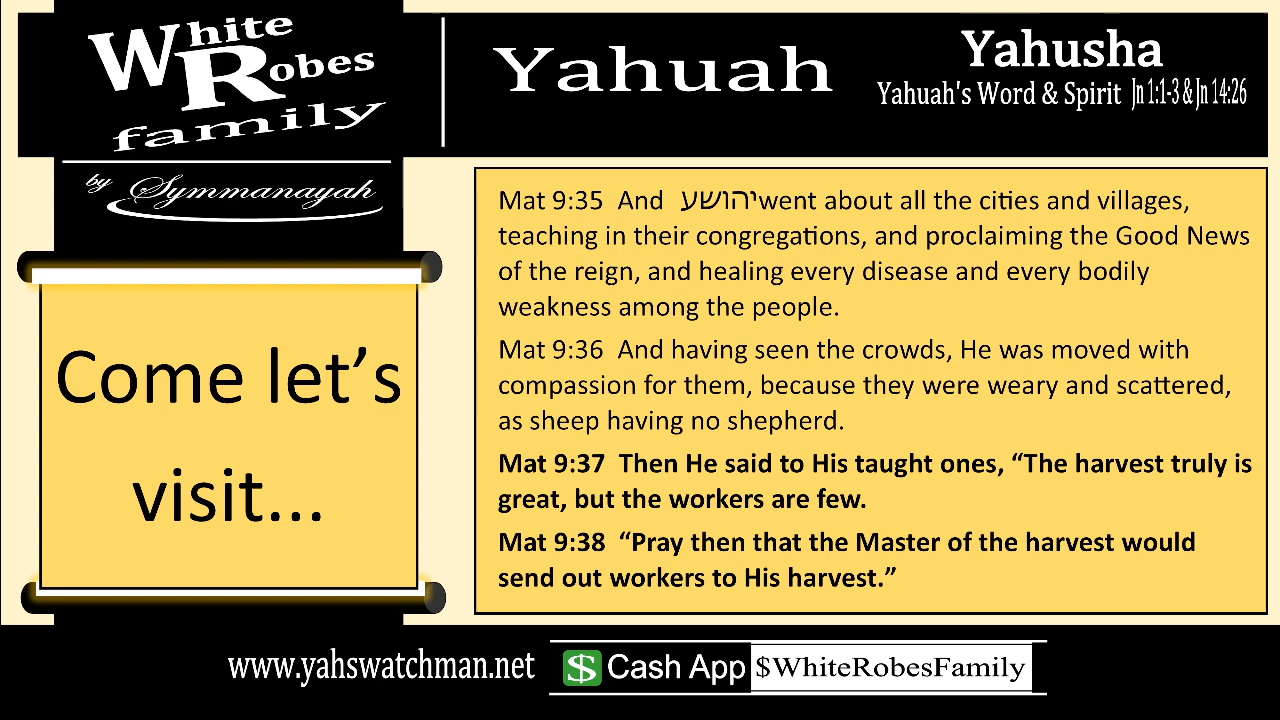 White
Robes
family
by Symmanayah
Yahuah
Yahusha
Yahuah's Word & Spirit Jn 1:1-3 & Jn 14:26
Come let’s
visit...
Mat 9:35 And יהושע went about all the cities and villages,
teaching in their congregations, and proclaiming the Good News
of the reign, and healing every disease and every bodily
weakness among the people.
Mat 9:36 And having seen the crowds, He was moved with
compassion for them, because they were weary and scattered,
as sheep having no shepherd.
Mat 9:37 Then He said to His taught ones, “The harvest truly is
great, but the workers are few.
Mat 9:38 “Pray then that the Master of the harvest would
send out workers to His harvest.”
www.yahswatchman.net
$ Cash App $WhiteRobesFamily